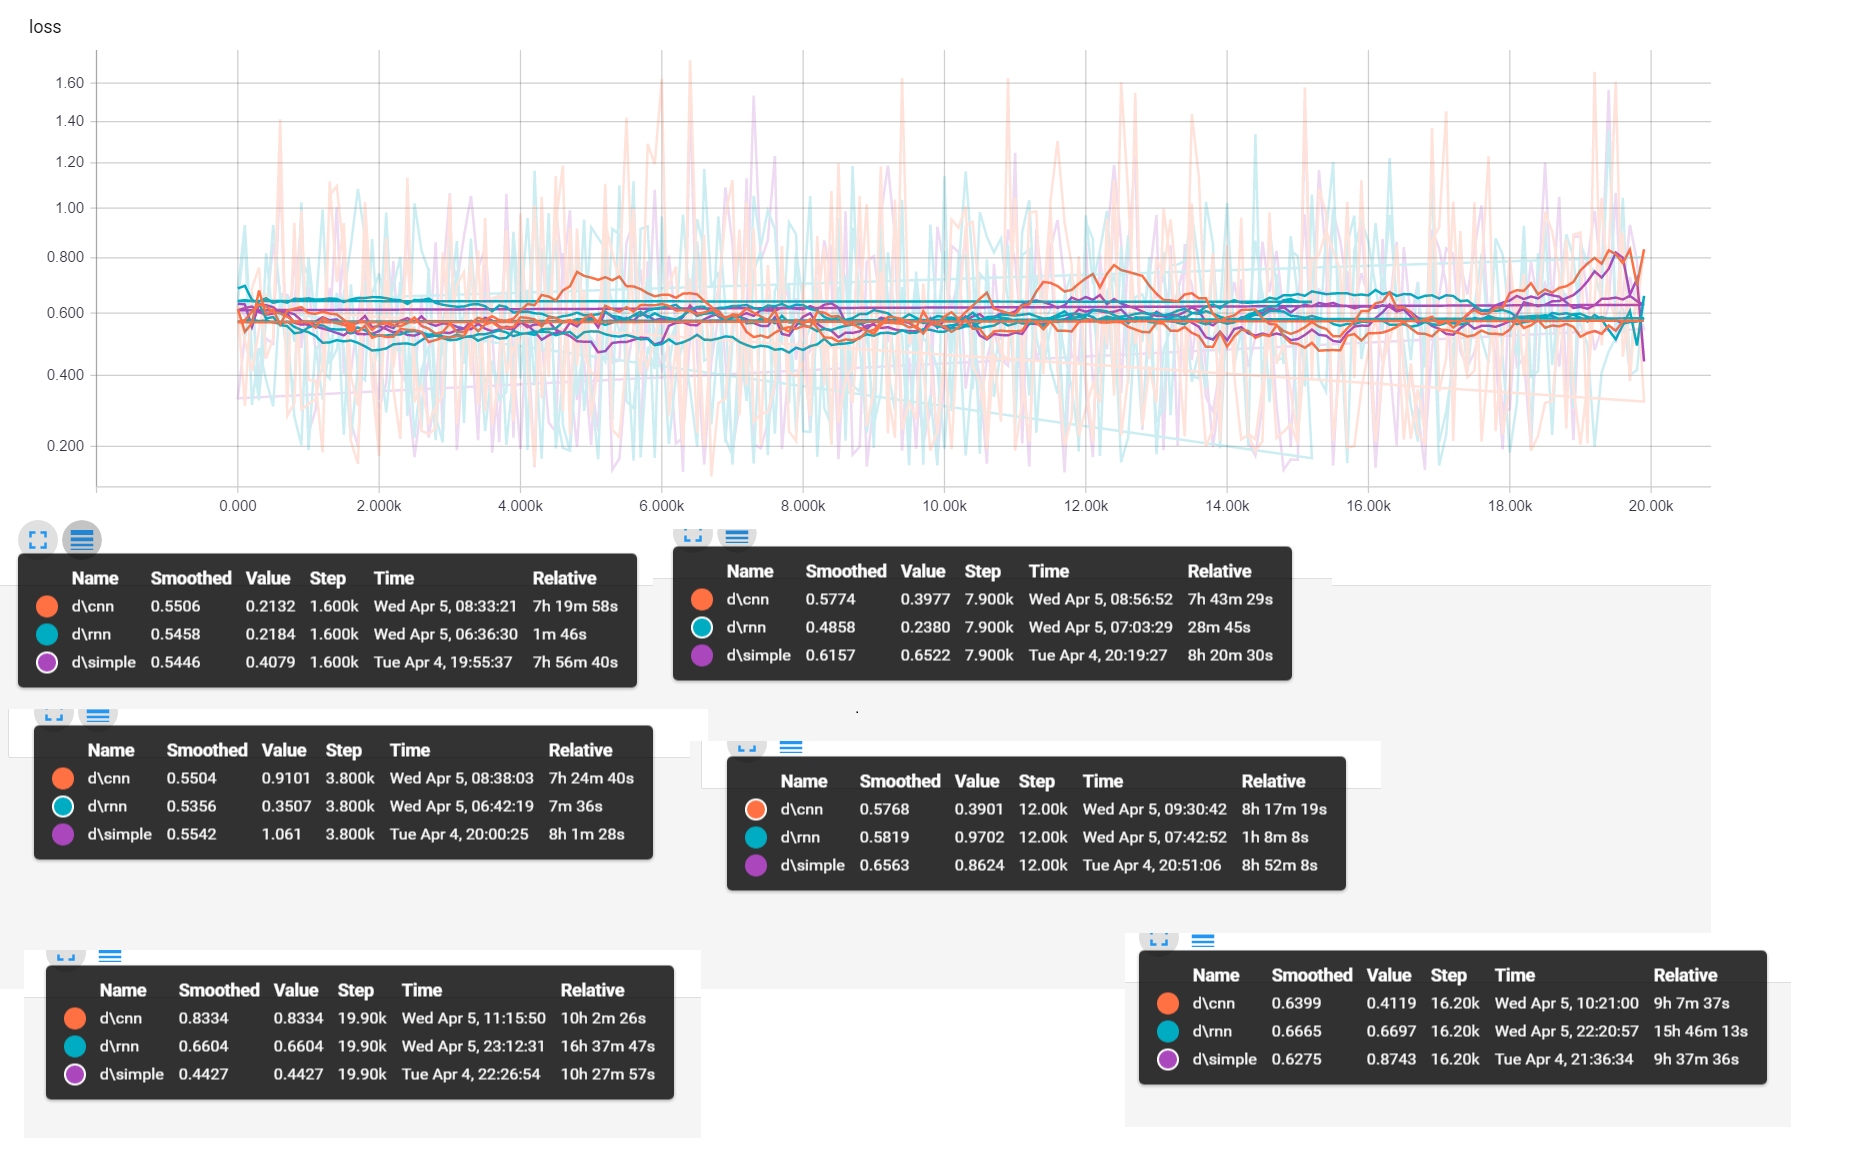 loss
1.60
1.40
1.20
1.00
0.800
0.600
0.400
0.200
0.000 2.000k 4.000k 6.000k 8.000k 10.00k 12.00k 14.00k 16.00k 18.00k 20.00k
Name Smoothed Value Step Time Relative
d\cnn 0.5506 0.2132 1.600k Wed Apr 5, 08:33:21 7h 19m 58s
d\rnn 0.5458 0.2184 1.600k Wed Apr 5, 06:36:30 1m 46s
d\simple 0.5446 0.4079 1.600k Tue Apr 4, 19:55:37 7h 56m 40s
Name Smoothed Value Step Time Relative
d\cnn 0.5774 0.3977 7.900k Wed Apr 5, 08:56:52 7h 43m 29s
d\rnn 0.4858 0.2380 7.900k Wed Apr 5, 07:03:29 28m 45s
d\simple 0.6157 0.6522 7.900k Tue Apr 4, 20:19:27 8h 20m 30s
Name Smoothed Value Step Time Relative
d\cnn 0.5504 0.9101 3.800k Wed Apr 5, 08:38:03 7h 24m 40s
d\rnn 0.5356 0.3507 3.800k Wed Apr 5, 06:42:19 7m 36s
d\simple 0.5542 1.061 3.800k Tue Apr 4, 20:00:25 8h 1m 28s
Name Smoothed Value Step Time Relative
d\cnn 0.5768 0.3901 12.00k Wed Apr 5, 09:30:42 8h 17m 19s
d\rnn 0.5819 0.9702 12.00k Wed Apr 5, 07:42:52 1h 8m 8s
d\simple 0.6563 0.8624 12.00k Tue Apr 4, 20:51:06 8h 52m 8s
Name Smoothed Value Step Time Relative
d\cnn 0.8334 0.8334 19.90k Wed Apr 5, 11:15:50 10h 2m 26s
d\rnn 0.6604 0.6604 19.90k Wed Apr 5, 23:12:31 16h 37m 47s
d\simple 0.4427 0.4427 19.90k Tue Apr 4, 22:26:54 10h 27m 57s
Name Smoothed Value Step Time Relative
d\cnn 0.6399 0.4119 16.20k Wed Apr 5, 10:21:00 9h 7m 37s
d\rnn 0.6665 0.6697 16.20k Wed Apr 5, 22:20:57 15h 46m 13s
d\simple 0.6275 0.8743 16.20k Tue Apr 4, 21:36:34 9h 37m 36s